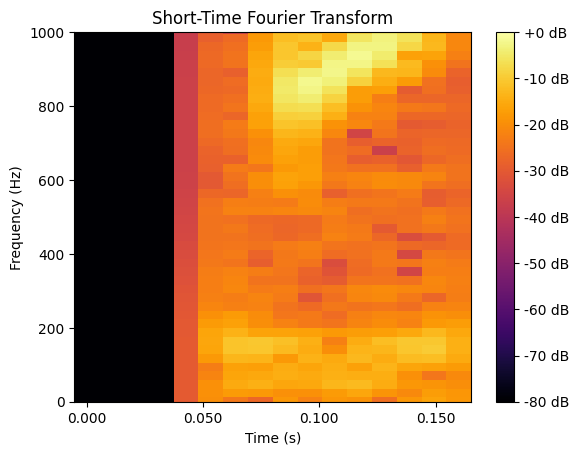 Short-Time Fourier Transform
1000
800
600
400
200
0
Frequency (Hz)
0.000
0.050
0.100
0.150
Time (s)
+0 dB
-10 dB
-20 dB
-30 dB
-40 dB
-50 dB
-60 dB
-70 dB
-80 dB